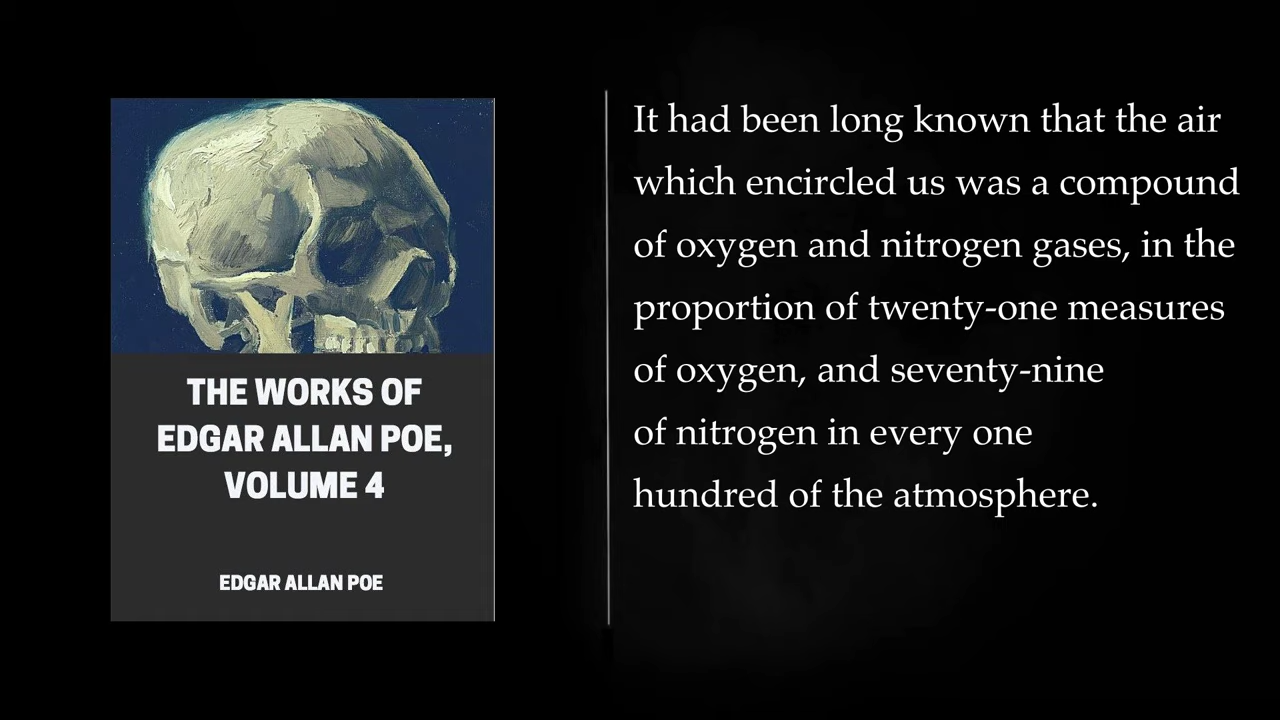 THE WORKS OF
EDGAR ALLAN POE,
VOLUME 4
EDGAR ALLAN POE
It had been long known that the air
which encircled us was a compound
of oxygen and nitrogen gases, in the
proportion of twenty-one measures
of oxygen, and seventy-nine
of nitrogen in every one
hundred of the atmosphere.